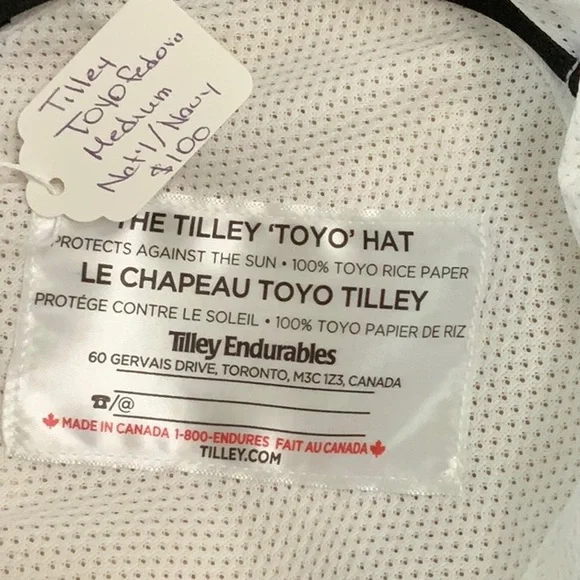 Tilley
TOYO fedora
Medium
Nat'l/Navy
$100
THE TILLEY ‘TOYO’ HAT
PROTECTS AGAINST THE SUN • 100% TOYO RICE PAPER
LE CHAPEAU TOYO TILLEY
PROTÉGE CONTRE LE SOLEIL • 100% TOYO PAPIER DE RIZ
Tilley Endurables
60 GERVAIS DRIVE, TORONTO, M3C 1Z3, CANADA
☎/@
MADE IN CANADA 1-800-ENDURES FAIT AU CANADA
TILLEY.COM